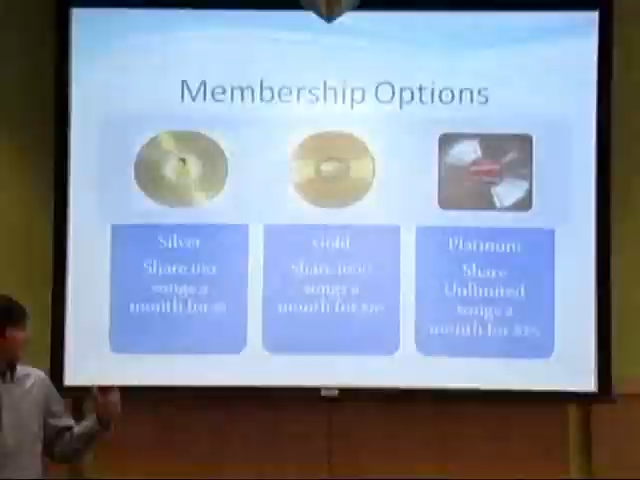 Membership Options
Silver
Share
songs a
month for
Gold
Share
songs a
month for
Platinum
Share
Unlimited
songs a
month for